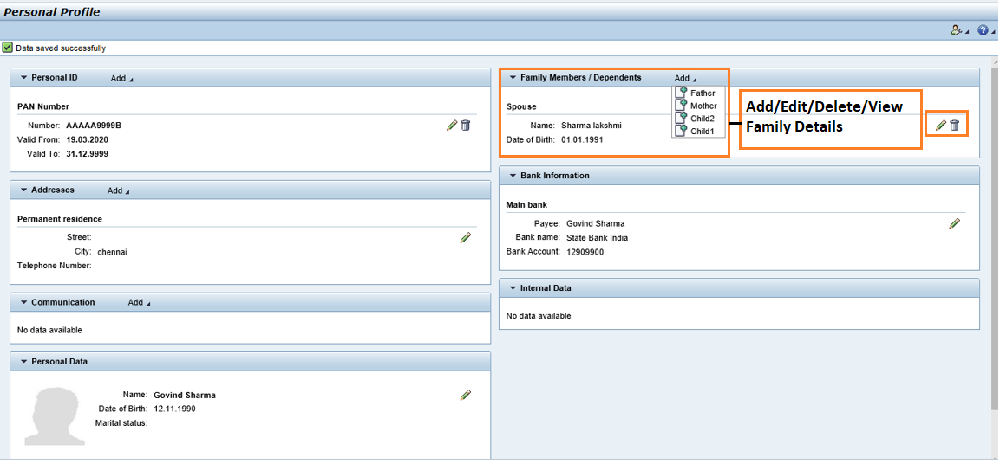 Personal Profile
Data saved successfully
Personal ID Add
PAN Number
Number: AAAAA9999B
Valid From: 19.03.2020
Valid To: 31.12.9999
Addresses Add
Permanent residence
Street:
City: chennai
Telephone Number:
Communication Add
No data available
Personal Data
Name: Govind Sharma
Date of Birth: 12.11.1990
Marital status:
Family Members / Dependents Add
Father
Mother
Child2
Child1
Spouse
Name: Sharma lakshmi
Date of Birth: 01.01.1991
Add/Edit/Delete/View
Family Details
Bank Information
Main bank
Payee: Govind Sharma
Bank name: State Bank India
Bank Account: 12909900
Internal Data
No data available